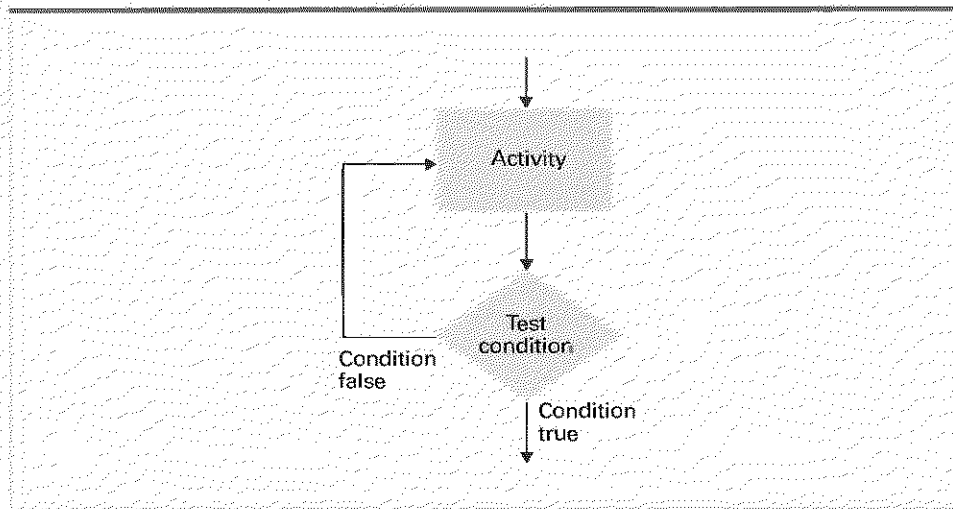 Activity
Test
condition
Condition
false
Condition
true